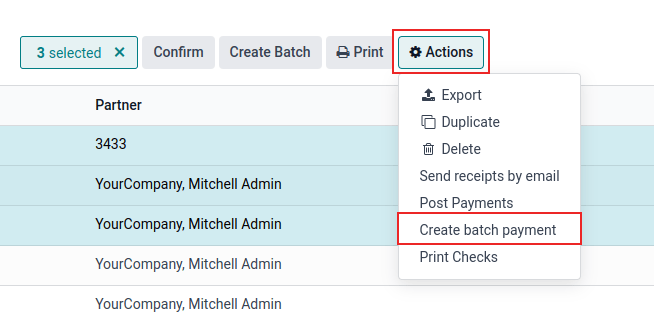 3 selected ✕ Confirm Create Batch Print Actions
Export
Partner
Duplicate
3433
Delete
Send receipts by email
YourCompany, Mitchell Admin
Post Payments
YourCompany, Mitchell Admin
Create batch payment
Print Checks
YourCompany, Mitchell Admin
YourCompany, Mitchell Admin